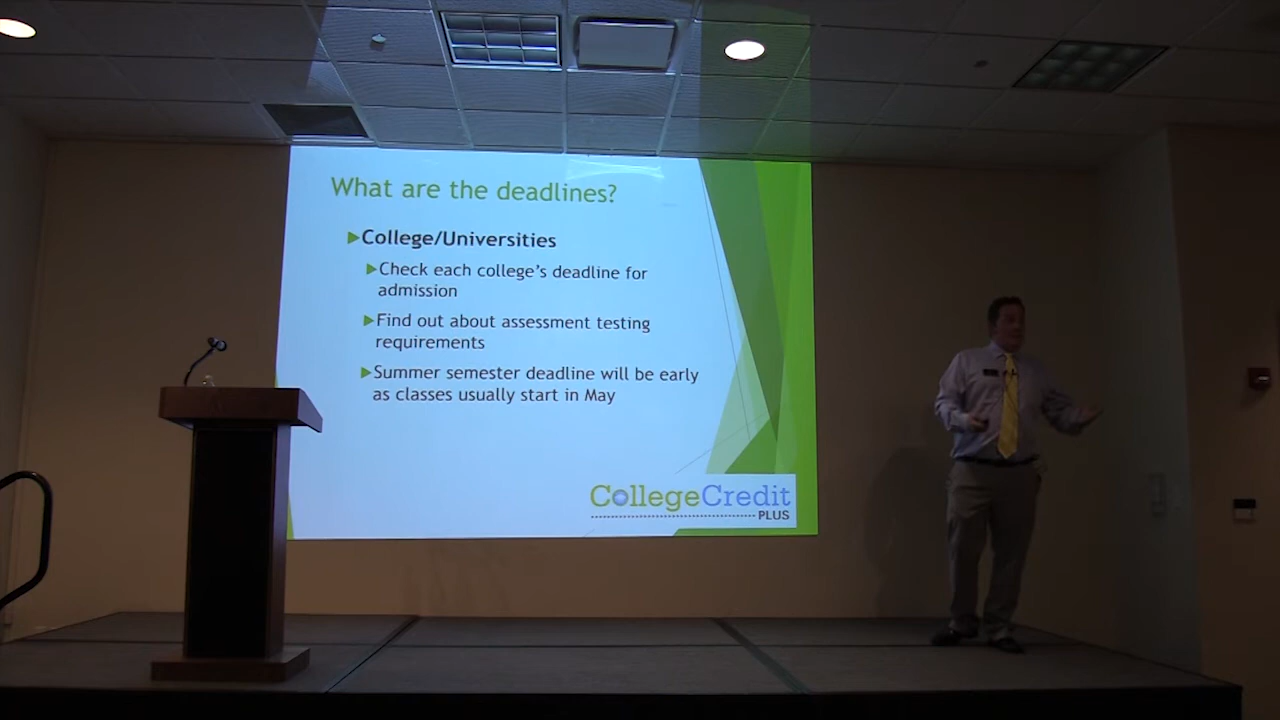 What are the deadlines?
College/Universities
Check each college's deadline for
admission
Find out about assessment testing
requirements
Summer semester deadline will be early
as classes usually start in May
CollegeCredit
PLUS